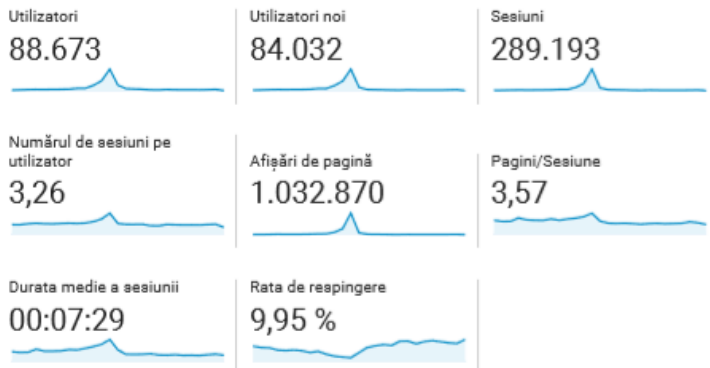 Utilizatori
88.673
Utilizatori noi
84.032
Sesiuni
289.193
Numărul de sesiuni pe
utilizator
3,26
Afișări de pagină
1.032.870
Pagini/Sesiune
3,57
Durata medie a sesiunii
00:07:29
Rata de respingere
9,95 %